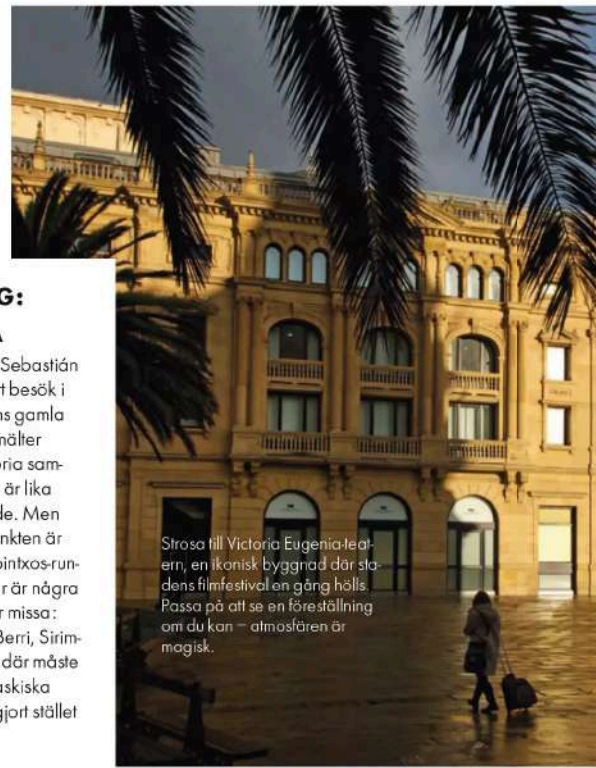 G:
A
Sebastián
t besök i
ns gamla
nälter
ria sam-
är lika
de. Men
nkten är
pintxos-run-
r är några
r missa:
Berri, Sirim-
där måste
askiska
gjort stället
Strosa till Victoria Eugenia-teat-
ern, en ikonisk byggnad där sta-
dens filmfestival en gång hölls.
Passa på att se en föreställning
om du kan – atmosfären är
magisk.